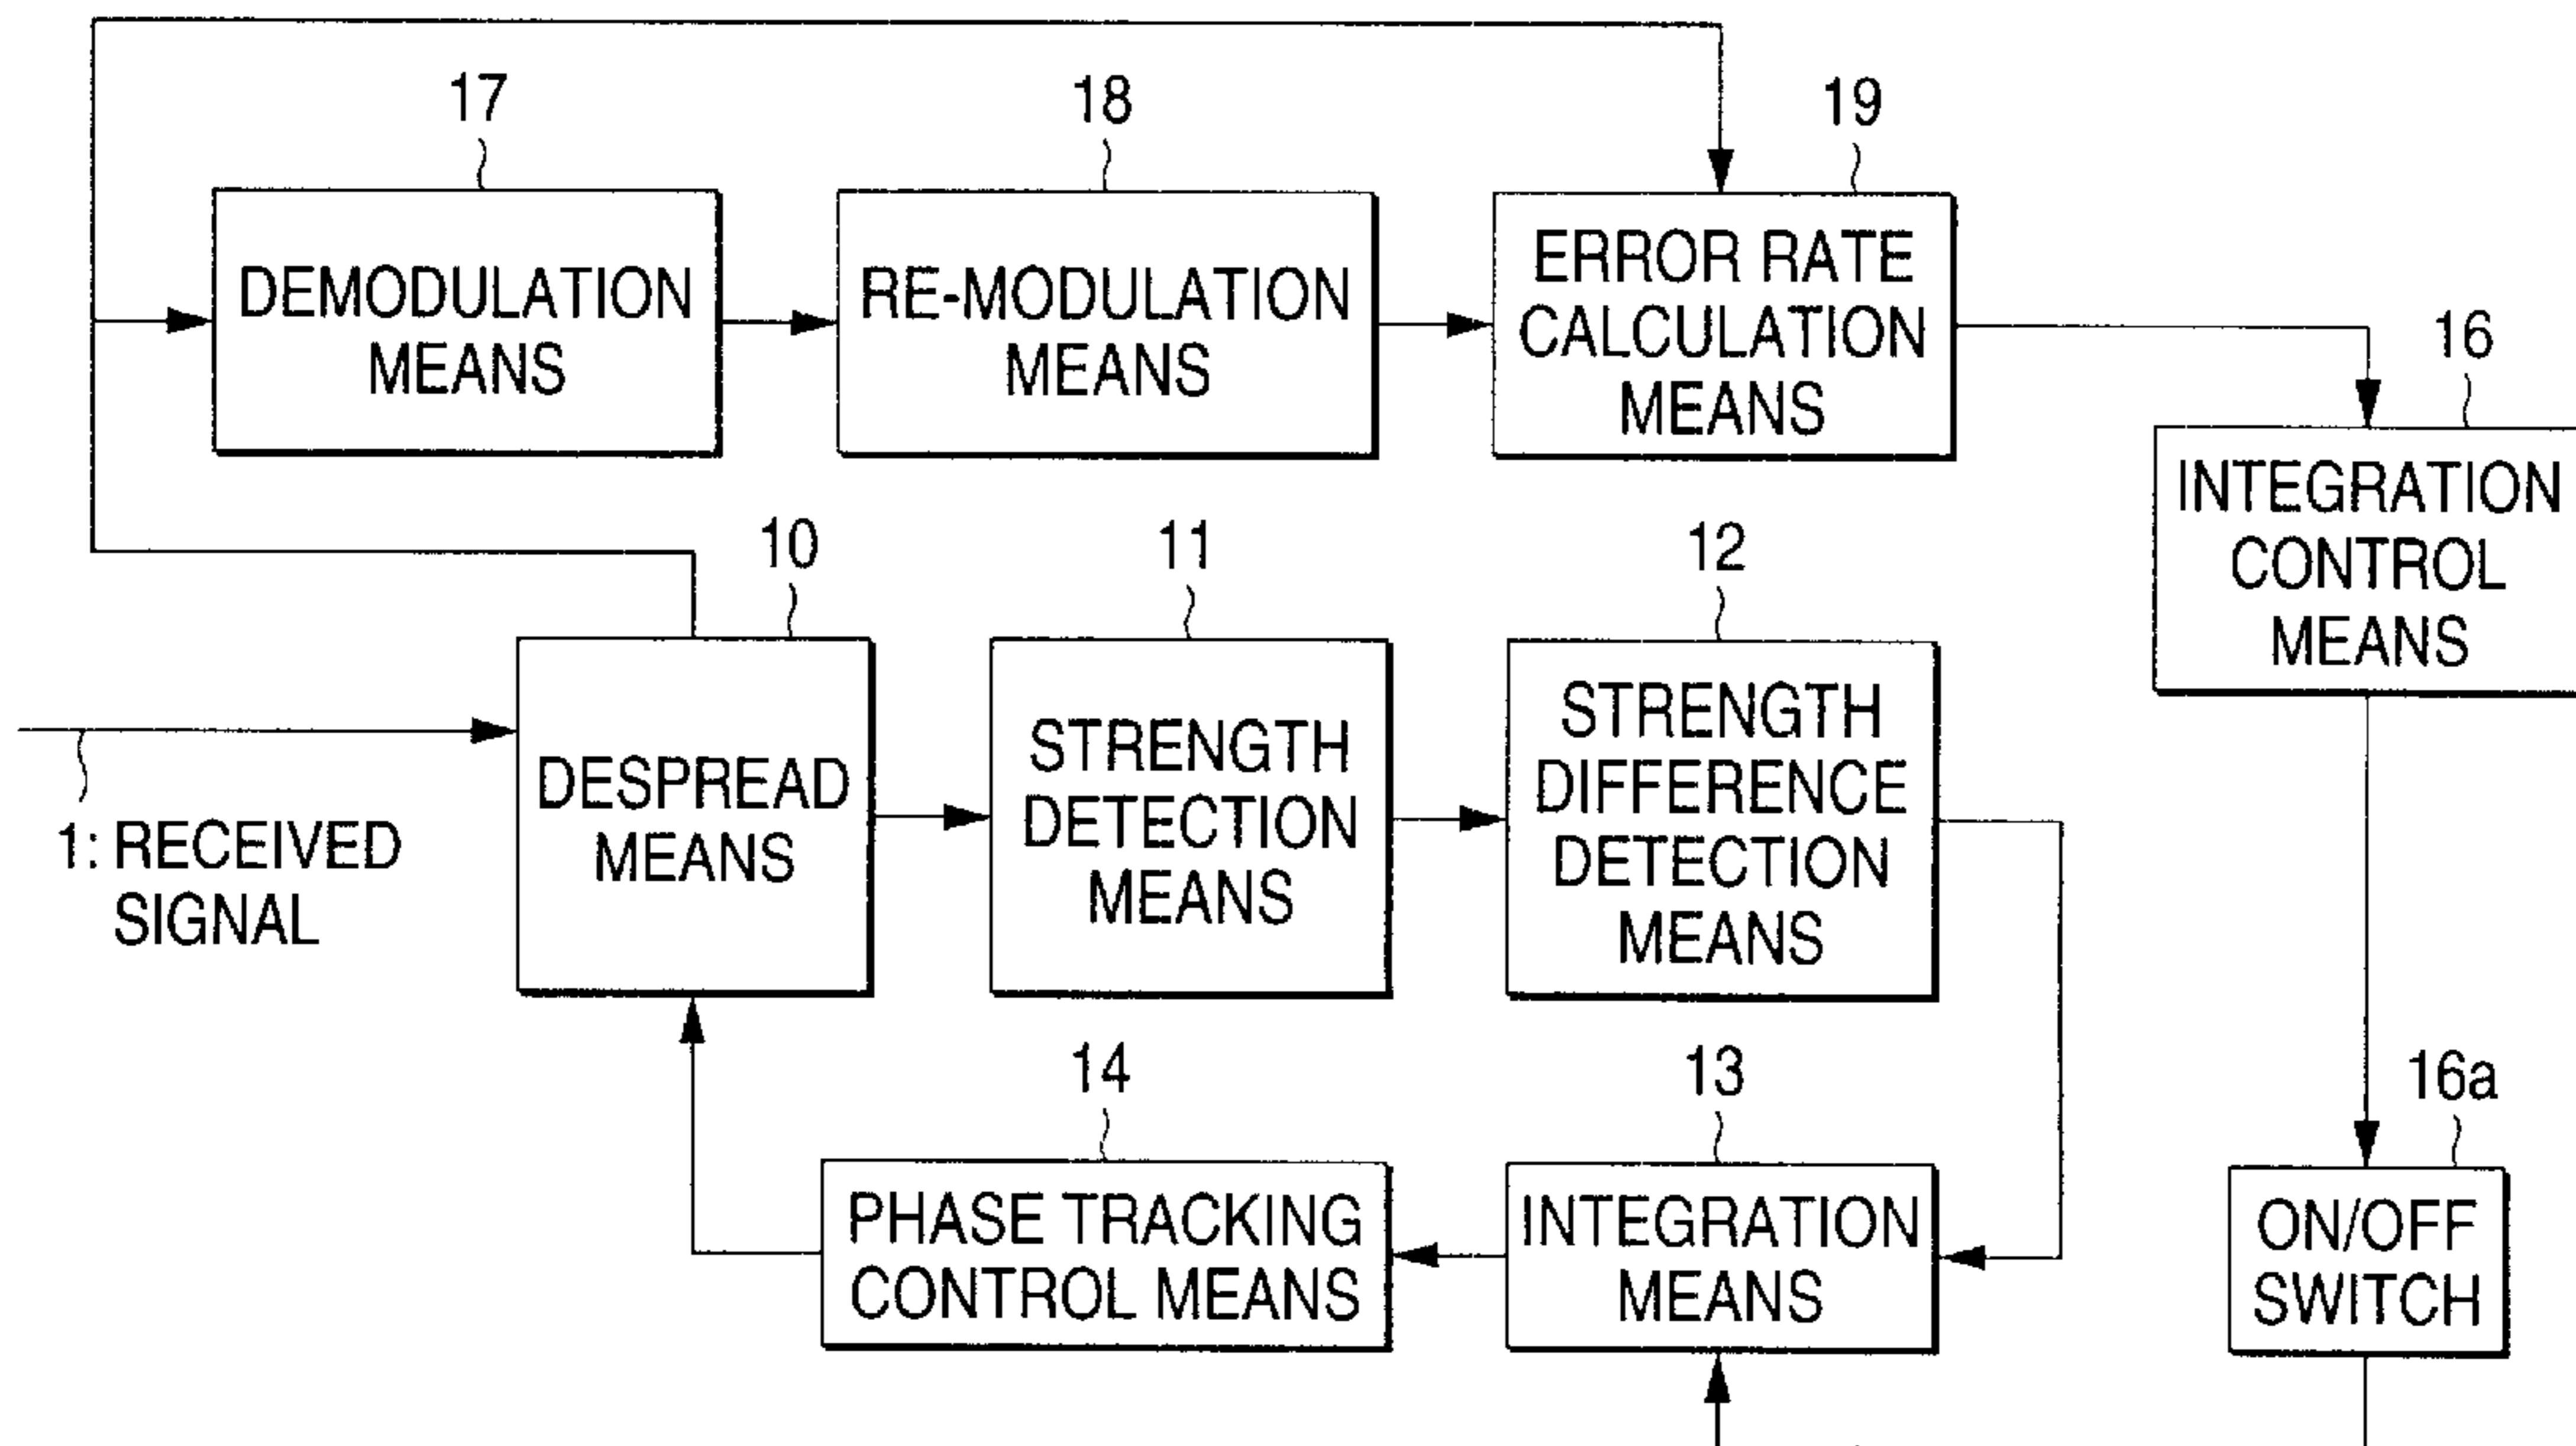 17
18
19
DEMODULATION
MEANS
RE-MODULATION
MEANS
ERROR RATE
CALCULATION
MEANS
16
INTEGRATION
CONTROL
MEANS
10
11
12
DESPREAD
MEANS
STRENGTH
DETECTION
MEANS
STRENGTH
DIFFERENCE
DETECTION
MEANS
1: RECEIVED
SIGNAL
14
13
16a
PHASE TRACKING
CONTROL MEANS
INTEGRATION
MEANS
ON/OFF
SWITCH